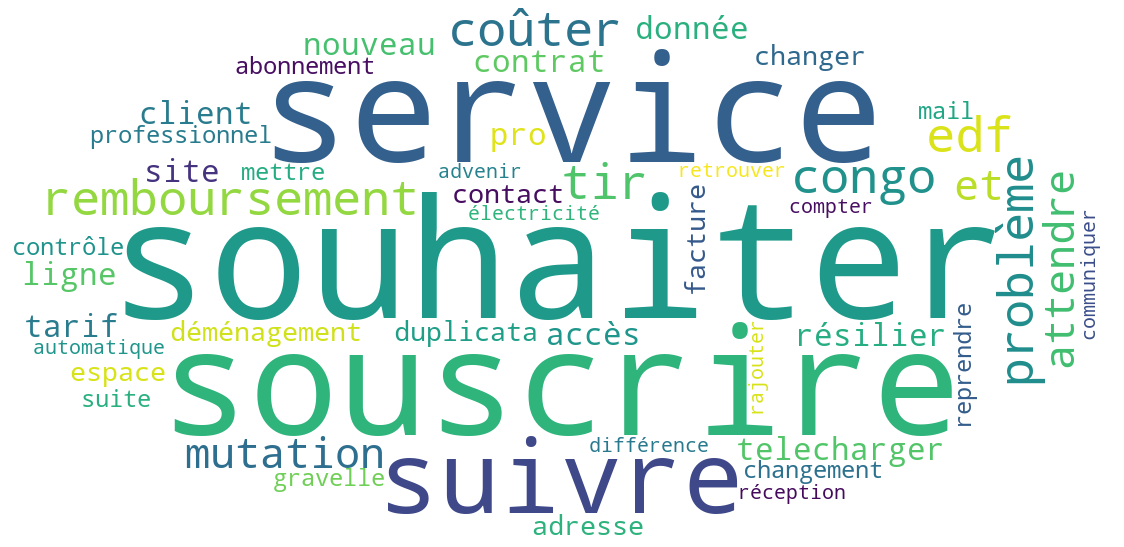 coûter
donnée
nouveau
contrat
changer
abonnement
service
client
mail
professionnel
pro
edf
site
mettre
advenir
tir
retrouver
congo
et
remboursement
contact
compter
électricité
facture
problème
attendre
communiquer
souhaiter
contrôle
ligne
tarif
déménagement
duplicata
accès
résilier
automatique
rajouter
reprendre
espace
souscrire
suite
mutation
différence
telecharger
suivre
changement
gravelle
réception
adresse